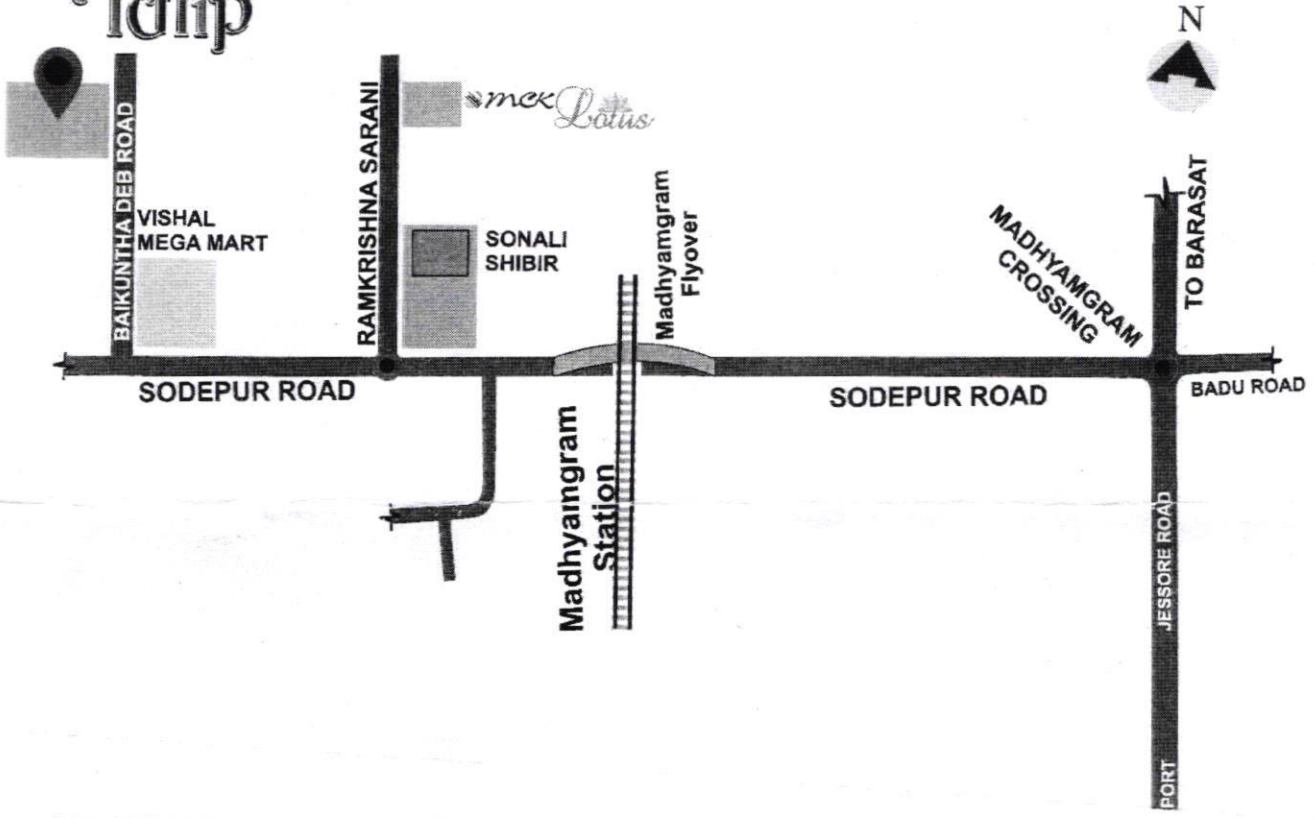 N
mck Lotus
BAIKUNTHA DEB ROAD
RAMKRISHNA SARANI
VISHAL
MEGA MART
SONALI
SHIBIR
Madhyamgram
Flyover
MADHYAMGRAM
CROSSING
TO BARASAT
SODEPUR ROAD
SODEPUR ROAD
BADU ROAD
Madhyamgram
Station
JESSORE ROAD
PORT